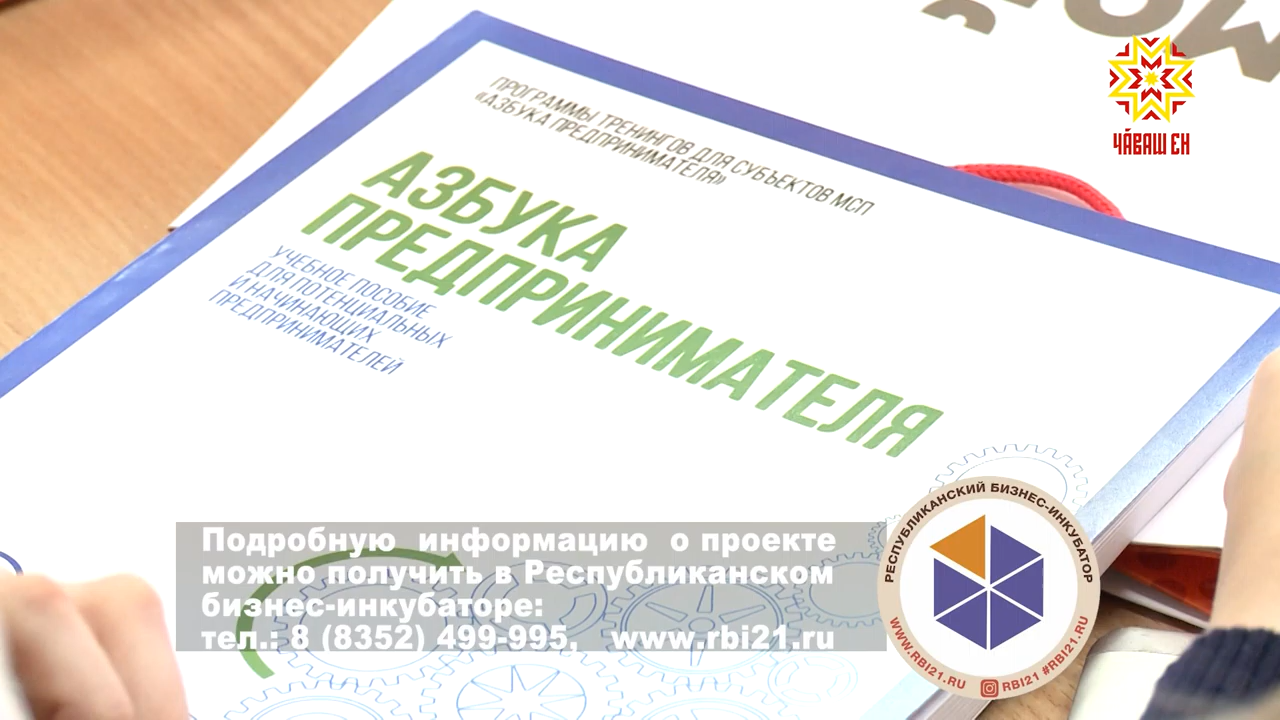 ЧĂВАШ ЕН
ПРОГРАММЫ ТРЕНИНГОВ ДЛЯ СУБЪЕКТОВ МСП
«АЗБУКА ПРЕДПРИНИМАТЕЛЯ»
АЗБУКА
ПРЕДПРИНИМАТЕЛЯ
УЧЕБНОЕ ПОСОБИЕ
ДЛЯ ПОТЕНЦИАЛЬНЫХ
И НАЧИНАЮЩИХ
ПРЕДПРИНИМАТЕЛЕЙ
Подробную информацию о проекте
можно получить в Республиканском
бизнес-инкубаторе:
тел.: 8 (8352) 499-995, www.rbi21.ru
РЕСПУБЛИКАНСКИЙ БИЗНЕС-ИНКУБАТОР
WWW.RBI21.RU RBI21 #RBI21.RU